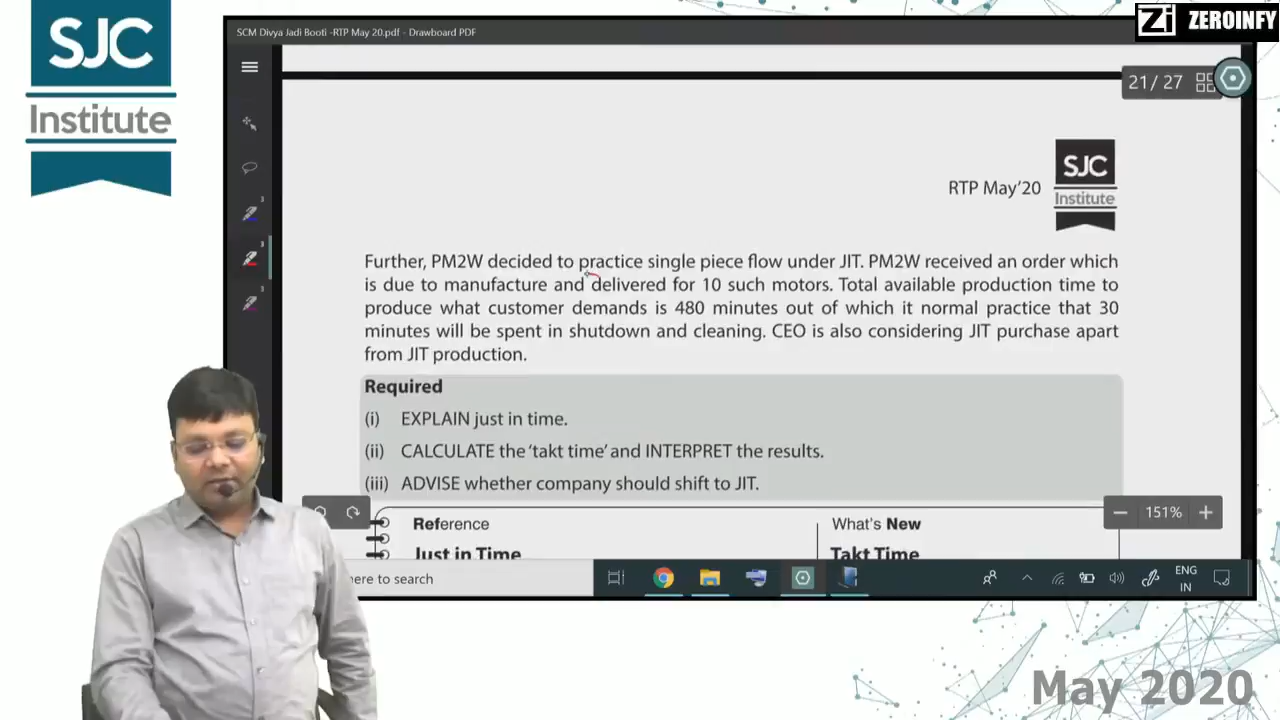 SJC
Institute
Zi ZEROINFY
SCM Divya Jadi Booti -RTP May 20.pdf - Drawboard PDF
21/ 27
RTP May'20
SJC
Institute
Further, PM2W decided to practice single piece flow under JIT. PM2W received an order which
is due to manufacture and delivered for 10 such motors. Total available production time to
produce what customer demands is 480 minutes out of which it normal practice that 30
minutes will be spent in shutdown and cleaning. CEO is also considering JIT purchase apart
from JIT production.
Required
(i) EXPLAIN just in time.
(ii) CALCULATE the 'takt time' and INTERPRET the results.
(iii) ADVISE whether company should shift to JIT.
3
3
3
151%
Reference
What's New
Just in Time
Takt Time
here to search
ENG
IN
May 2020